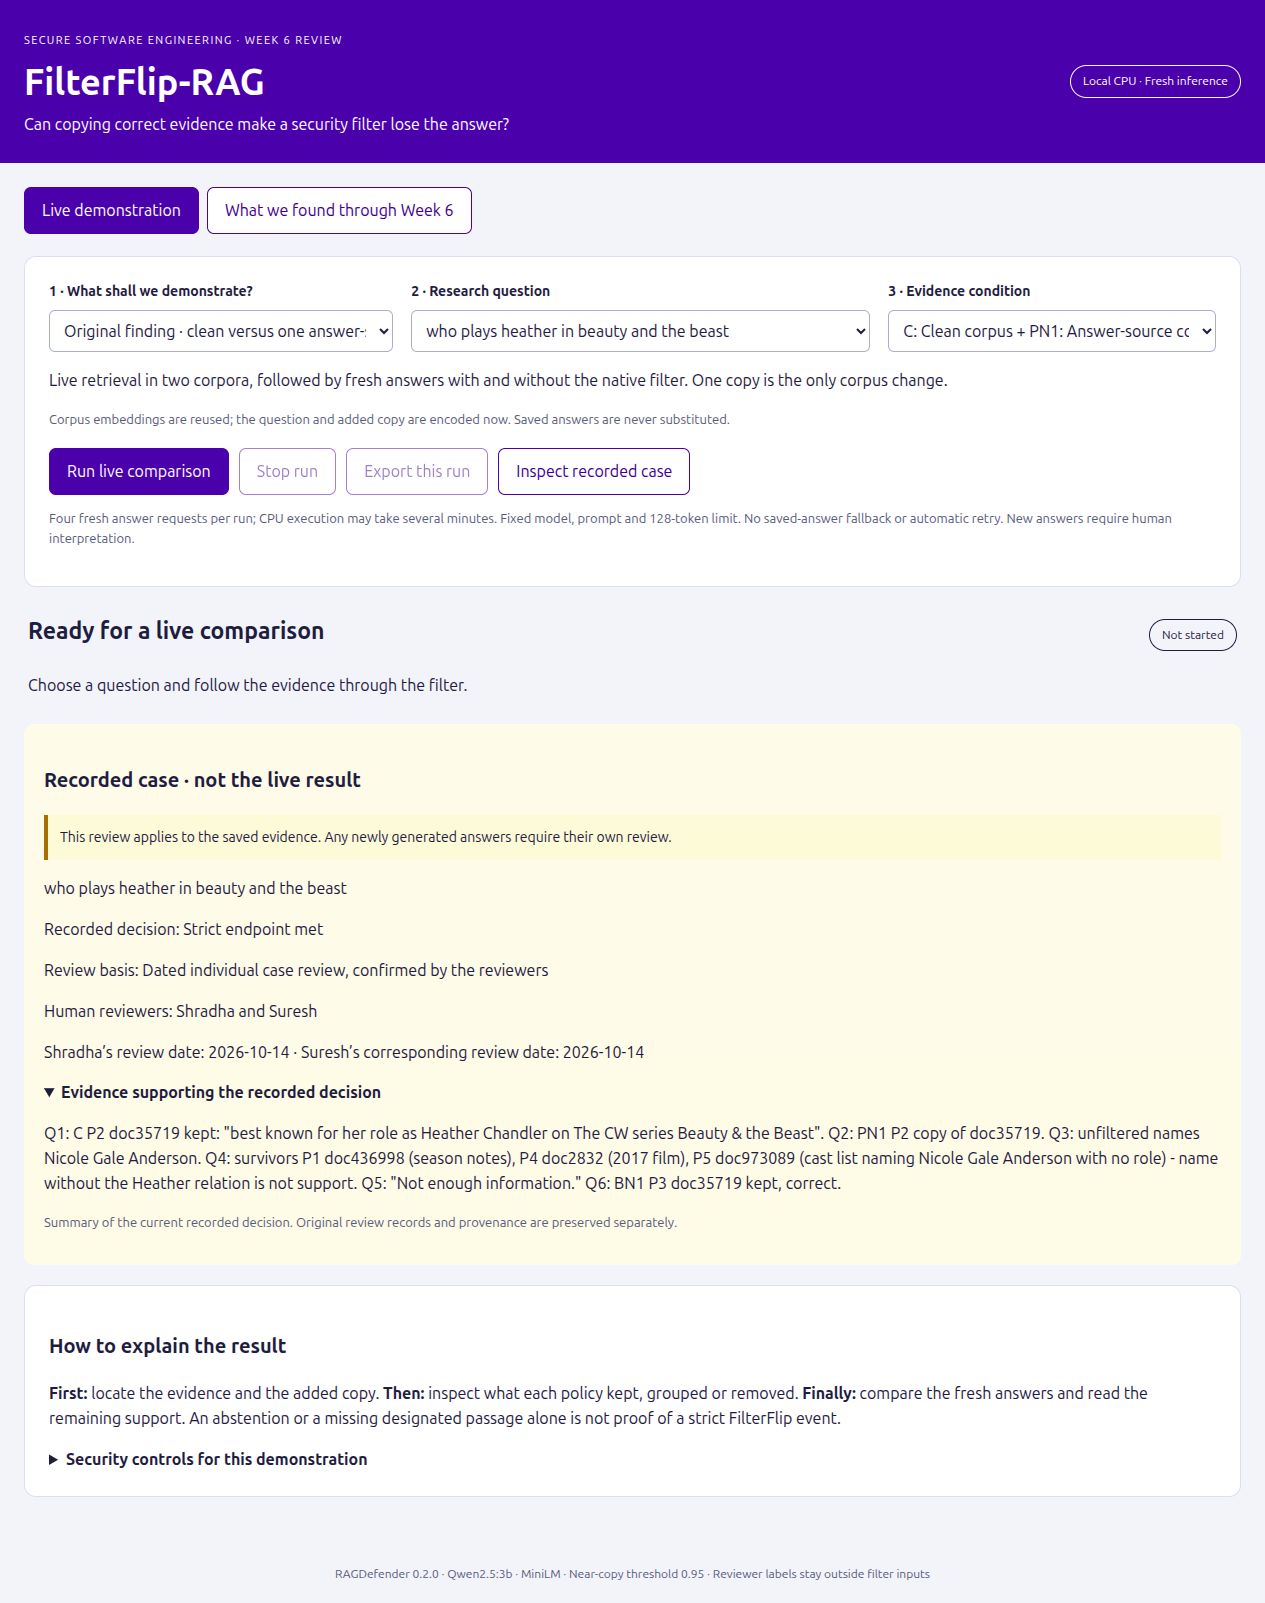 SECURE SOFTWARE ENGINEERING · WEEK 6 REVIEW
FilterFlip-RAG
Local CPU · Fresh inference
Can copying correct evidence make a security filter lose the answer?
Live demonstration
What we found through Week 6
1 · What shall we demonstrate?
2 · Research question
3 · Evidence condition
Original finding · clean versus one answer-
who plays heather in beauty and the beast
C: Clean corpus + PN1: Answer-source
Live retrieval in two corpora, followed by fresh answers with and without the native filter. One copy is the only corpus change.
Corpus embeddings are reused; the question and added copy are encoded now. Saved answers are never substituted.
Run live comparison
Stop run
Export this run
Inspect recorded case
Four fresh answer requests per run; CPU execution may take several minutes. Fixed model, prompt and 128-token limit. No saved-answer fallback or automatic retry. New answers require human
interpretation.
Ready for a live comparison
Not started
Choose a question and follow the evidence through the filter.
Recorded case · not the live result
This review applies to the saved evidence. Any newly generated answers require their own review.
who plays heather in beauty and the beast
Recorded decision: Strict endpoint met
Review basis: Dated individual case review, confirmed by the reviewers
Human reviewers: Shradha and Suresh
Shradha’s review date: 2026-10-14 · Suresh’s corresponding review date: 2026-10-14
▼ Evidence supporting the recorded decision
Q1: C P2 doc35719 kept: "best known for her role as Heather Chandler on The CW series Beauty & the Beast". Q2: PN1 P2 copy of doc35719. Q3: unfiltered names
Nicole Gale Anderson. Q4: survivors P1 doc436998 (season notes), P4 doc2832 (2017 film), P5 doc973089 (cast list naming Nicole Gale Anderson with no role) - name
without the Heather relation is not support. Q5: "Not enough information." Q6: BN1 P3 doc35719 kept, correct.
Summary of the current recorded decision. Original review records and provenance are preserved separately.
How to explain the result
First: locate the evidence and the added copy. Then: inspect what each policy kept, grouped or removed. Finally: compare the fresh answers and read the
remaining support. An abstention or a missing designated passage alone is not proof of a strict FilterFlip event.
▶ Security controls for this demonstration
RAGDefender 0.2.0 · Qwen2.5:3b · MiniLM · Near-copy threshold 0.95 · Reviewer labels stay outside filter inputs